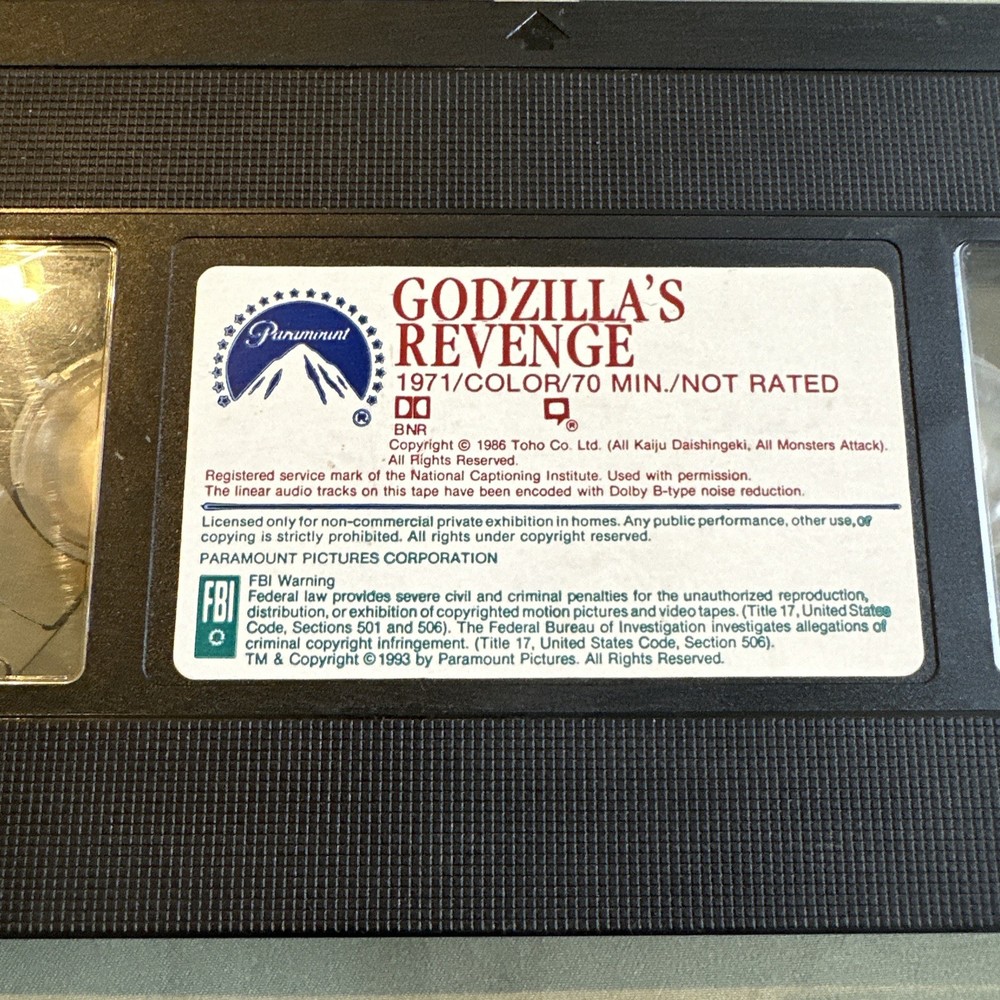 Paramount
®
GODZILLA'S
REVENGE
1971/COLOR/70 MIN./NOT RATED
®
BNR
Copyright © 1986 Toho Co. Ltd. (All Kaiju Daishingeki, All Monsters Attack).
All Rights Reserved.
Registered service mark of the National Captioning Institute. Used with permission.
The linear audio tracks on this tape have been encoded with Dolby B-type noise reduction.
Licensed only for non-commercial private exhibition in homes. Any public performance, other use, or
copying is strictly prohibited. All rights under copyright reserved.
PARAMOUNT PICTURES CORPORATION
FBI
FBI Warning
Federal law provides severe civil and criminal penalties for the unauthorized reproduction,
distribution, or exhibition of copyrighted motion pictures and video tapes. (Title 17, United States
Code, Sections 501 and 506). The Federal Bureau of Investigation investigates allegations of
criminal copyright infringement. (Title 17, United States Code, Section 506).
TM & Copyright © 1993 by Paramount Pictures. All Rights Reserved.